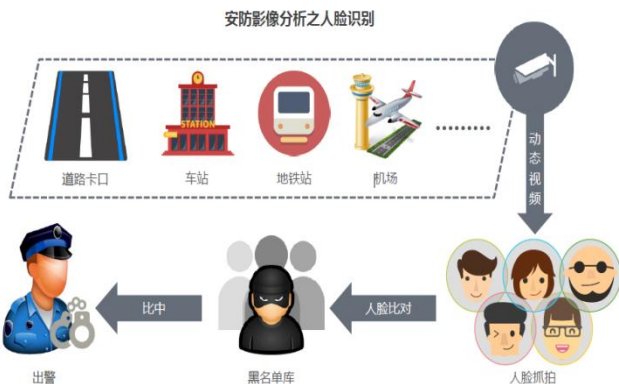 安防影像分析之人脸识别
STATION
道路卡口
车站
地铁站
机场
动态视频
比中
人脸比对
出警
黑名单库
人脸抓拍